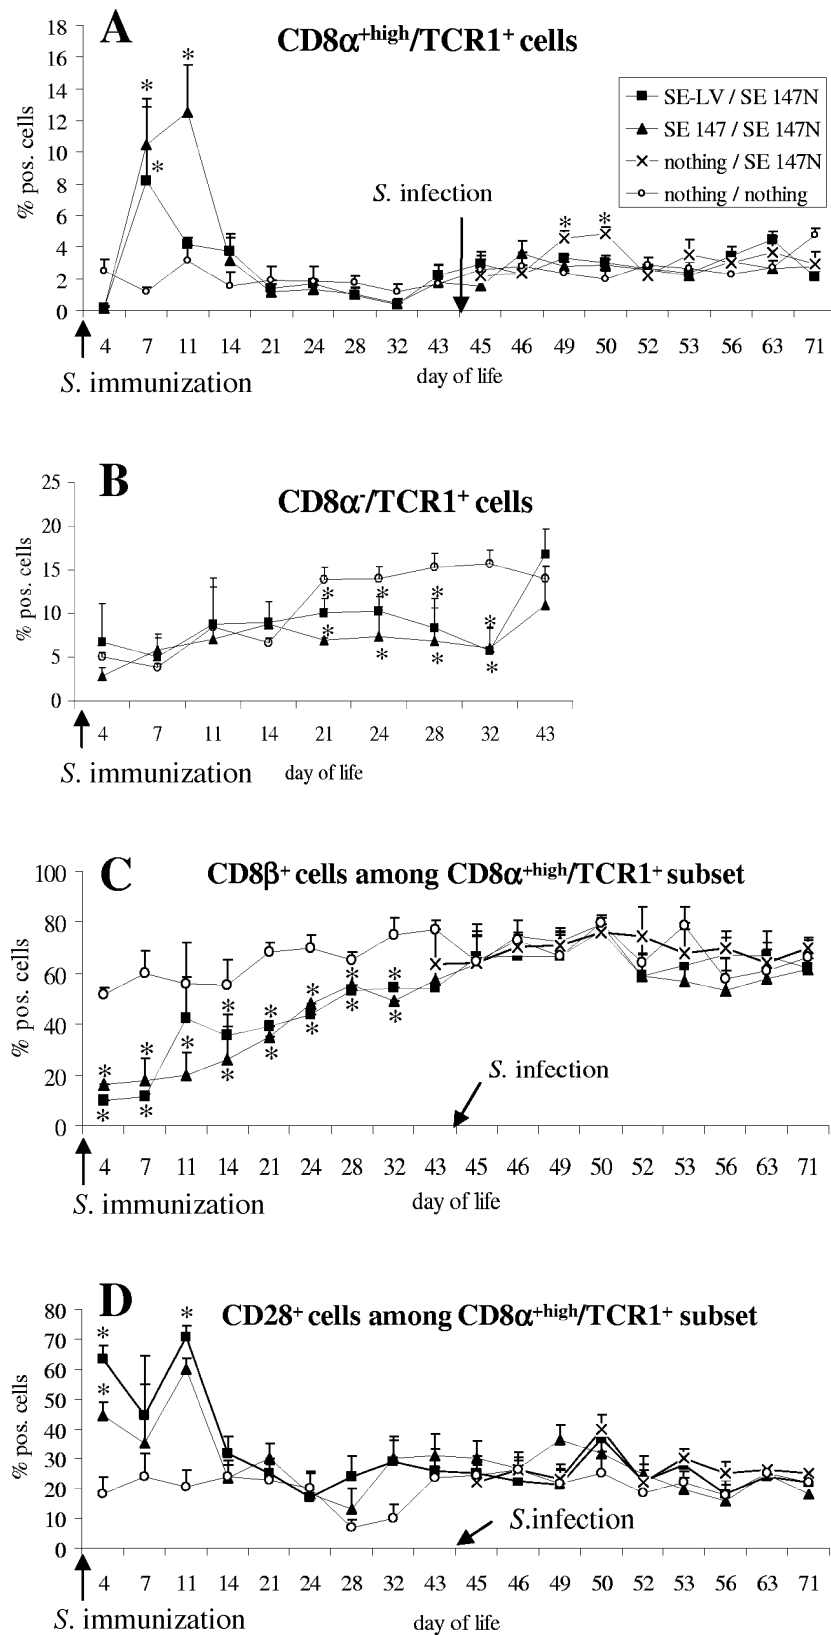 A
CD8α+high/TCR1+ cells
% pos. cells
18
16
14
12
10
8
6
4
2
0
* * * * *
SE-LV / SE 147N
SE 147 / SE 147N
nothing / SE 147N
nothing / nothing
S. infection
4 7 11 14 21 24 28 32 43 45 46 49 50 52 53 56 63 71
S. immunization
day of life
B
CD8α-/TCR1+ cells
% pos. cells
25
20
15
10
5
0
* * * * * * * *
4 7 11 14 21 24 28 32 43
S. immunization
day of life
C
CD8β+ cells among CD8α+high/TCR1+ subset
% pos. cells
100
80
60
40
20
0
* * * * * * * * * * * * * *
S. infection
4 7 11 14 21 24 28 32 43 45 46 49 50 52 53 56 63 71
S. immunization
day of life
D
CD28+ cells among CD8α+high/TCR1+ subset
% pos. cells
80
70
60
50
40
30
20
10
0
* * *
S.infection
4 7 11 14 21 24 28 32 43 45 46 49 50 52 53 56 63 71
S. immunization
day of life